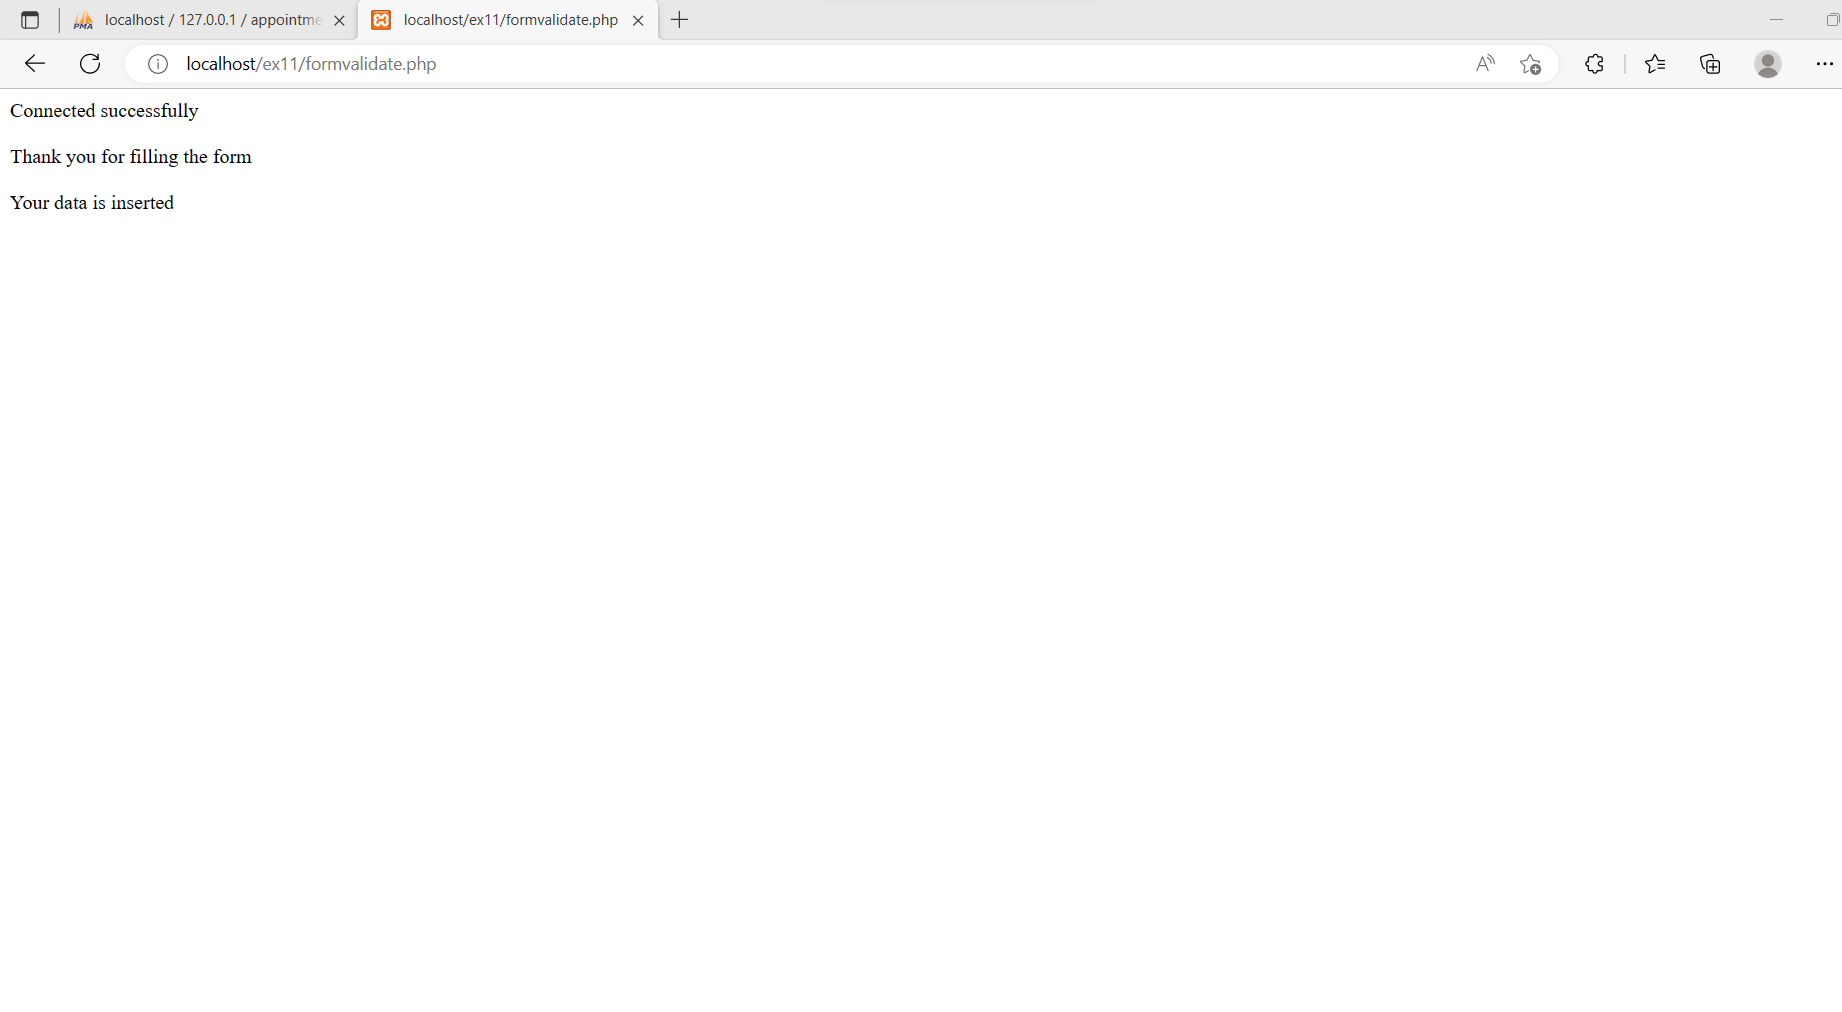 PMA localhost / 127.0.0.1 / appointme
localhost/ex11/formvalidate.php
localhost/ex11/formvalidate.php
Connected successfully
Thank you for filling the form
Your data is inserted